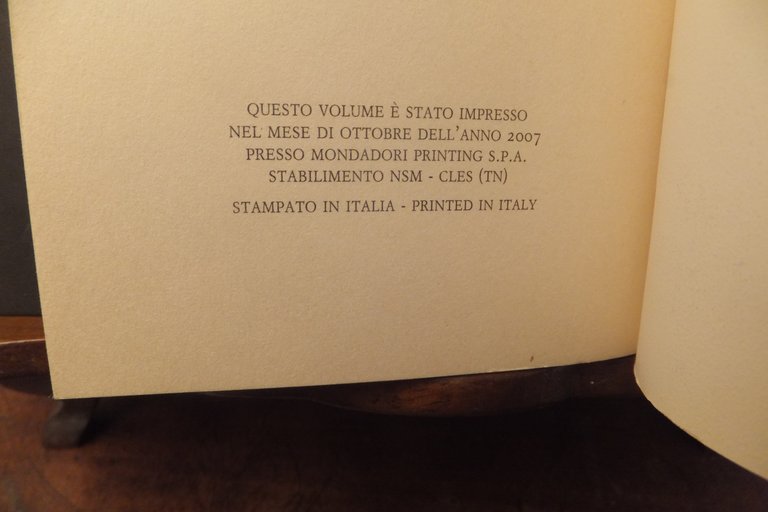 QUESTO VOLUME È STATO IMPRESSO
NEL MESE DI OTTOBRE DELL'ANNO 2007
PRESSO MONDADORI PRINTING S.P.A.
STABILIMENTO NSM - CLES (TN)
STAMPATO IN ITALIA - PRINTED IN ITALY